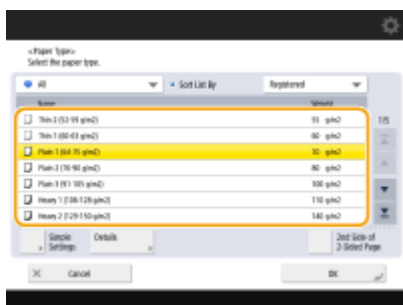 <Paper Type>
Select the paper type.
All
Sort List By
Registered
Name
Weight
Thin 2 (52-59 g/m2) 55 g/m2
Thin 1 (60-63 g/m2) 60 g/m2
Plain 1 (64-75 g/m2) 70 g/m2
Plain 2 (76-90 g/m2) 80 g/m2
Plain 3 (91-105 g/m2) 100 g/m2
Heavy 1 (106-128 g/m2) 110 g/m2
Heavy 2 (129-150 g/m2) 140 g/m2
1/5
Simple
Settings
Details
2nd Side of
2-Sided Page
Cancel
OK